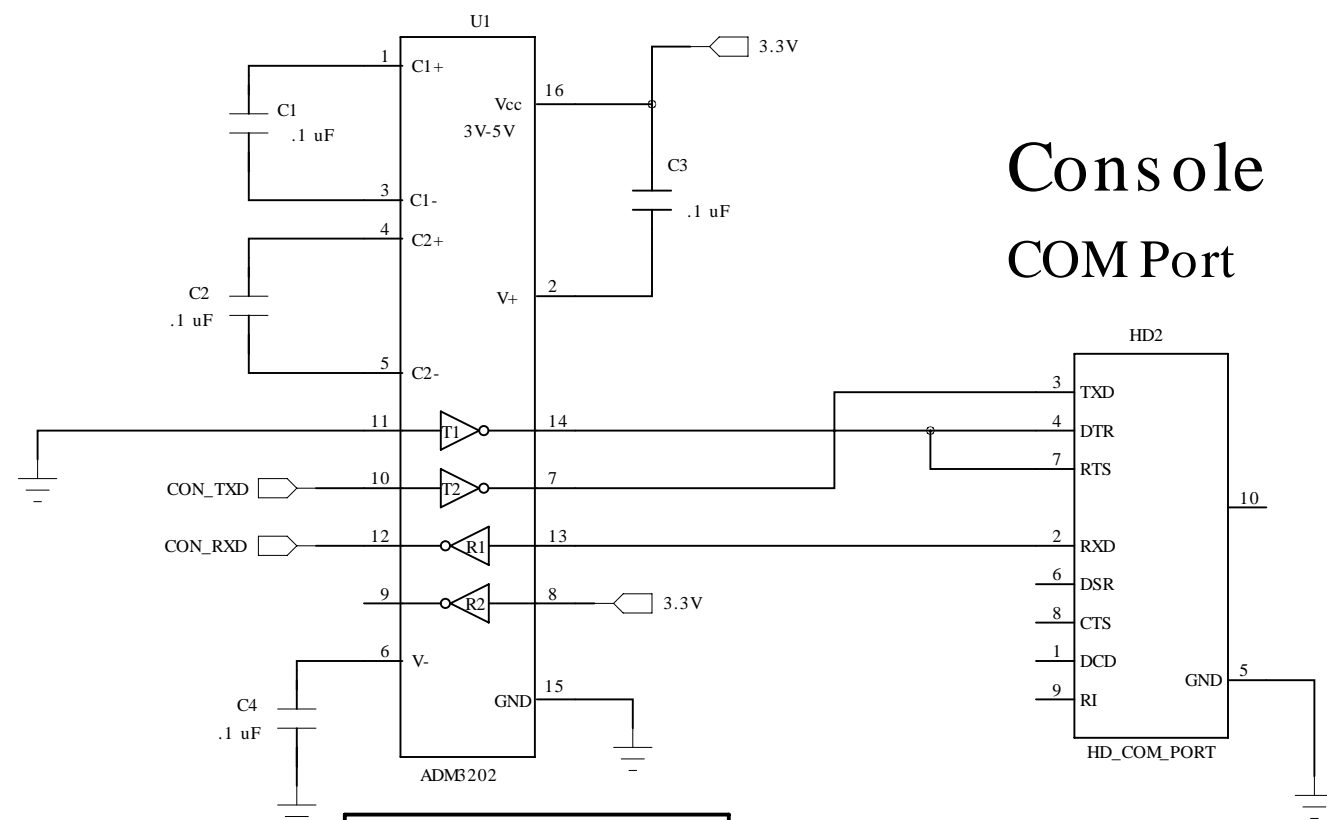 U1
1
C1+
C1
.1 uF
3
C1-
4
C2+
C2
.1 uF
5
C2-
16
Vcc
3V-5V
3.3V
C3
.1 uF
2
V+
Console
COM Port
HD2
11
T1
14
CON_TXD
10
T2
7
CON_RXD
12
R1
13
9
R2
8
3.3V
6
V-
C4
.1 uF
GND
15
ADM3202
3
TXD
4
DTR
7
RTS
10
2
RXD
6
DSR
8
CTS
1
DCD
GND
5
9
RI
HD_COM_PORT